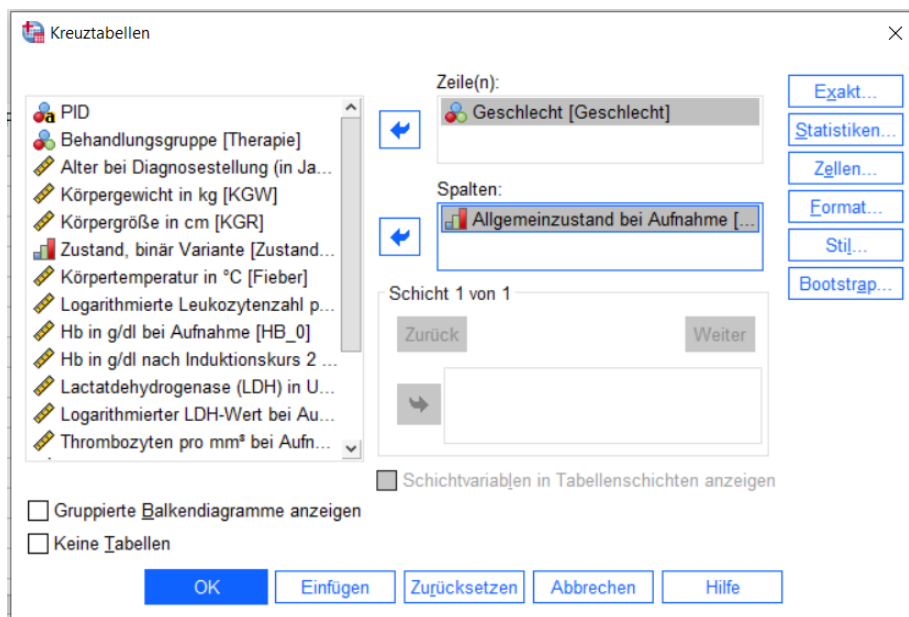 Kreuztabellen
PID
Behandlungsgruppe [Therapie]
Alter bei Diagnosestellung (in Ja...
Körpergewicht in kg [KGW]
Körpergröße in cm [KGR]
Zustand, binär Variante [Zustand...
Körpertemperatur in °C [Fieber]
Logarithmierte Leukozytenzahl p...
Hb in g/dl bei Aufnahme [HB_0]
Hb in g/dl nach Induktionskurs 2 ...
Lactatdehydrogenase (LDH) in U...
Logarithmierter LDH-Wert bei Au...
Thrombozyten pro mm³ bei Aufn...
Zeile(n):
Geschlecht [Geschlecht]
Spalten:
Allgemeinzustand bei Aufnahme [...
Schicht 1 von 1
Zurück
Weiter
Schichtvariablen in Tabellenschichten anzeigen
Exakt...
Statistiken...
Zellen...
Format...
Stil...
Bootstrap...
Gruppierte Balkendiagramme anzeigen
Keine Tabellen
OK
Einfügen
Zurücksetzen
Abbrechen
Hilfe